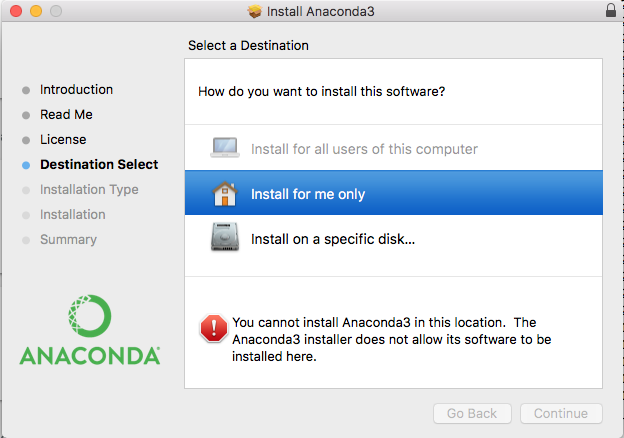 Install Anaconda3
Select a Destination
Introduction
Read Me
License
Destination Select
Installation Type
Installation
Summary
ANACONDA
How do you want to install this software?
Install for all users of this computer
Install for me only
Install on a specific disk...
You cannot install Anaconda3 in this location. The
Anaconda3 installer does not allow its software to be
installed here.
Go Back
Continue